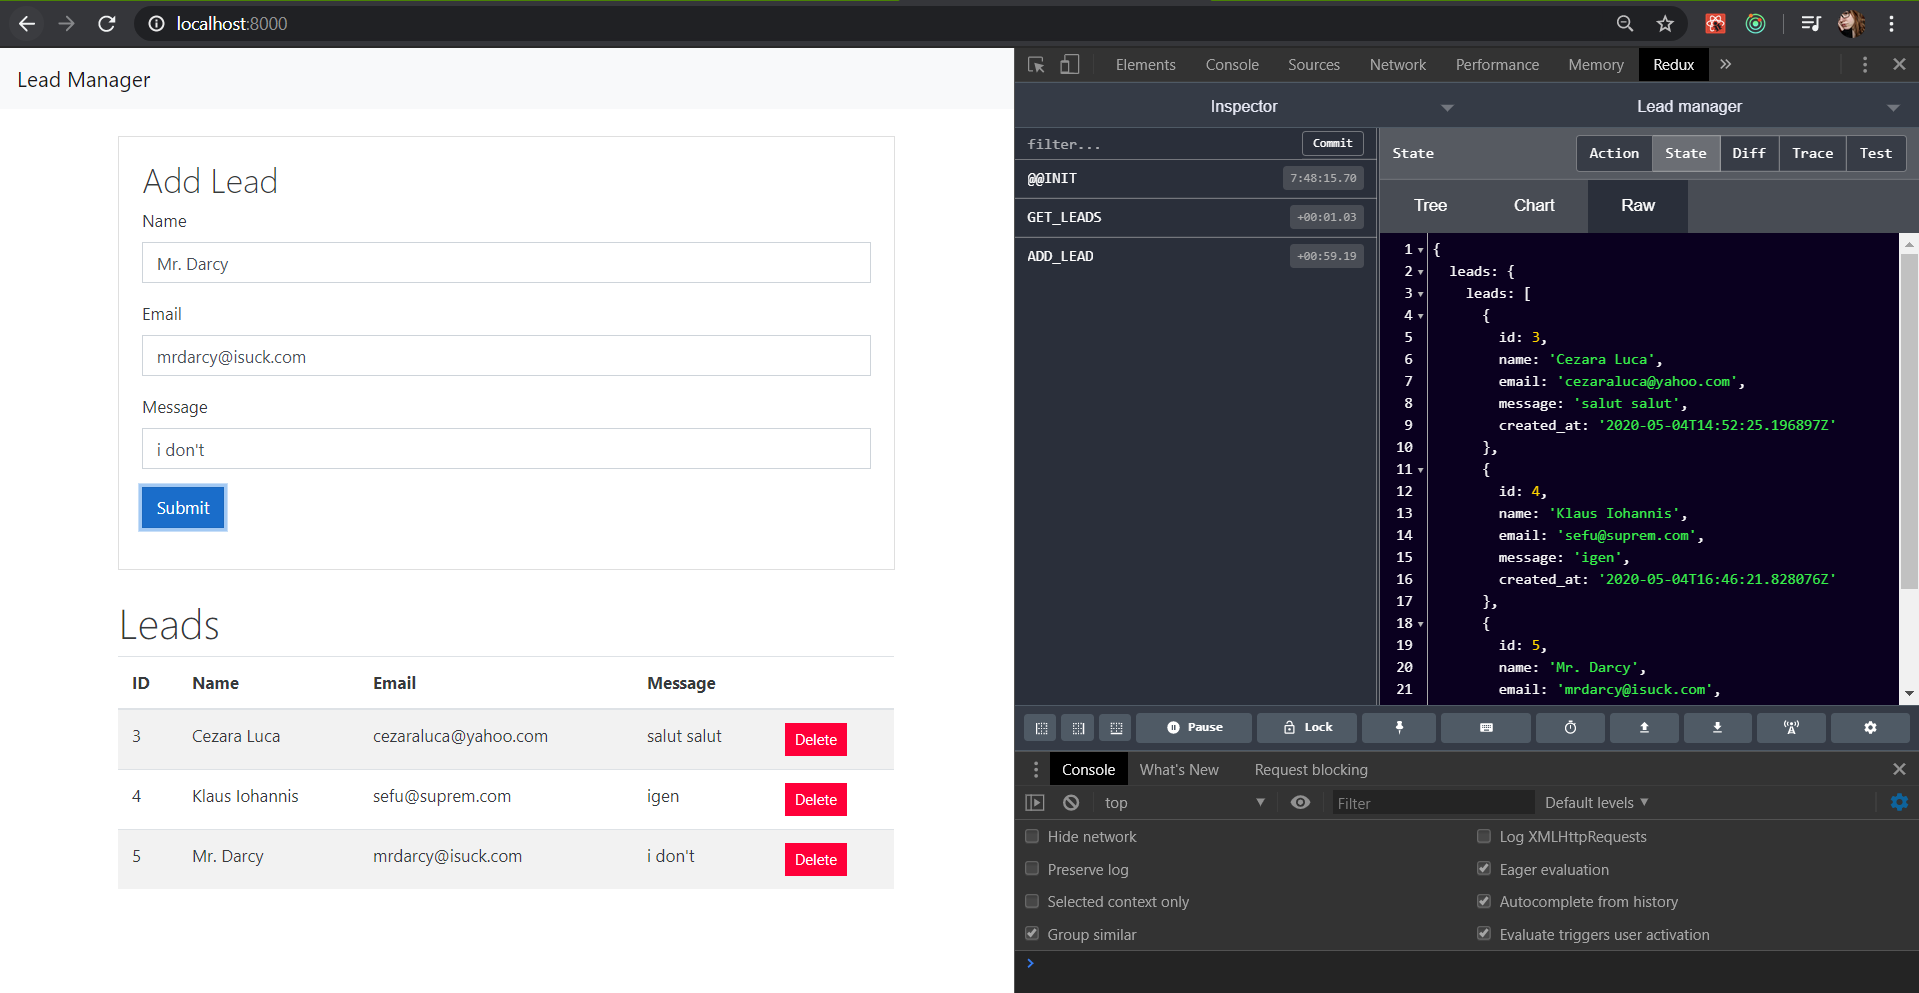 localhost:8000
Lead Manager
Add Lead
Name
Mr. Darcy
Email
mrdarcy@isuck.com
Message
i don't
Submit
Leads
ID Name Email Message
3 Cezara Luca cezaraluca@yahoo.com salut salut Delete
4 Klaus Iohannis sefu@suprem.com igen Delete
5 Mr. Darcy mrdarcy@isuck.com i don't Delete
Elements Console Sources Network Performance Memory Redux »
Inspector Lead manager
filter... Commit
@@INIT 7:48:15.70
GET_LEADS +00:01.03
ADD_LEAD +00:59.19
State Action State Diff Trace Test
Tree Chart Raw
1 {
2 leads: {
3 leads: [
4 {
5 id: 3,
6 name: 'Cezara Luca',
7 email: 'cezaraluca@yahoo.com',
8 message: 'salut salut',
9 created_at: '2020-05-04T14:52:25.196897Z'
10 },
11 {
12 id: 4,
13 name: 'Klaus Iohannis',
14 email: 'sefu@suprem.com',
15 message: 'igen',
16 created_at: '2020-05-04T16:46:21.828076Z'
17 },
18 {
19 id: 5,
20 name: 'Mr. Darcy',
21 email: 'mrdarcy@isuck.com',
Pause Lock
Console What's New Request blocking
top Filter Default levels
Hide network Log XMLHttpRequests
Preserve log Eager evaluation
Selected context only Autocomplete from history
Group similar Evaluate triggers user activation